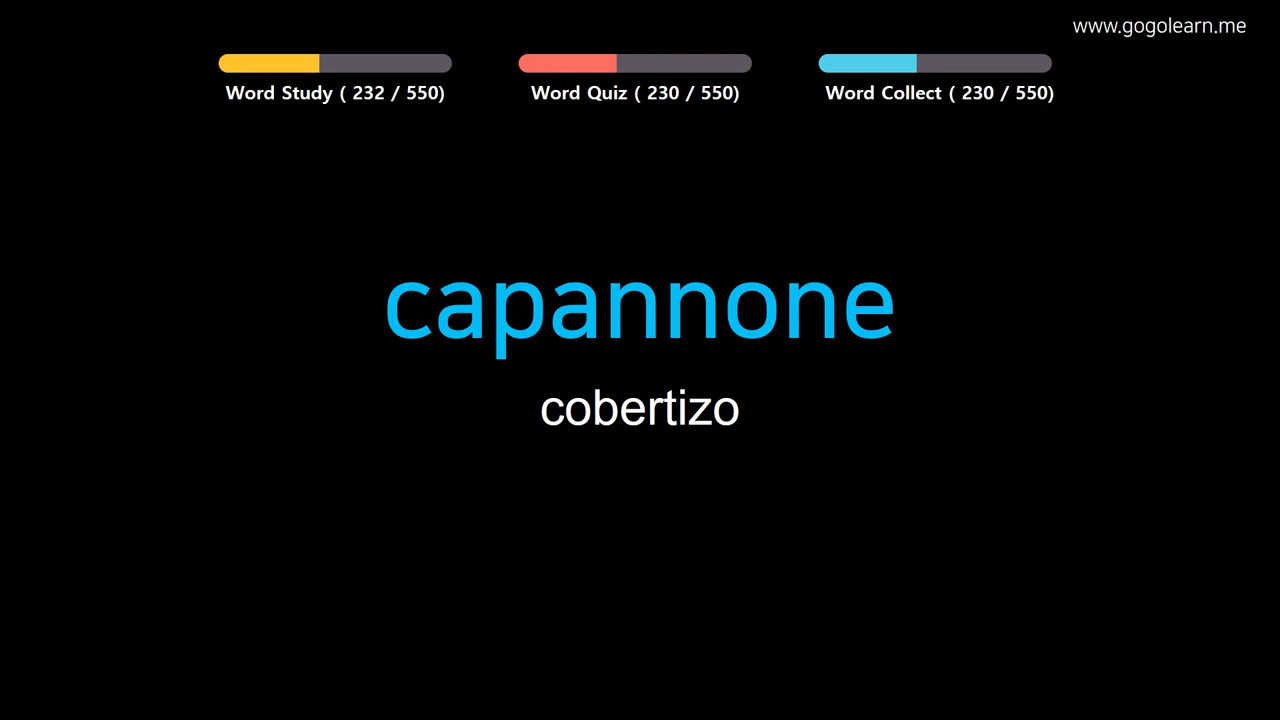 www.gogolearn.me
Word Study ( 232 / 550)
Word Quiz ( 230 / 550)
Word Collect ( 230 / 550)
capannone
cobertizo